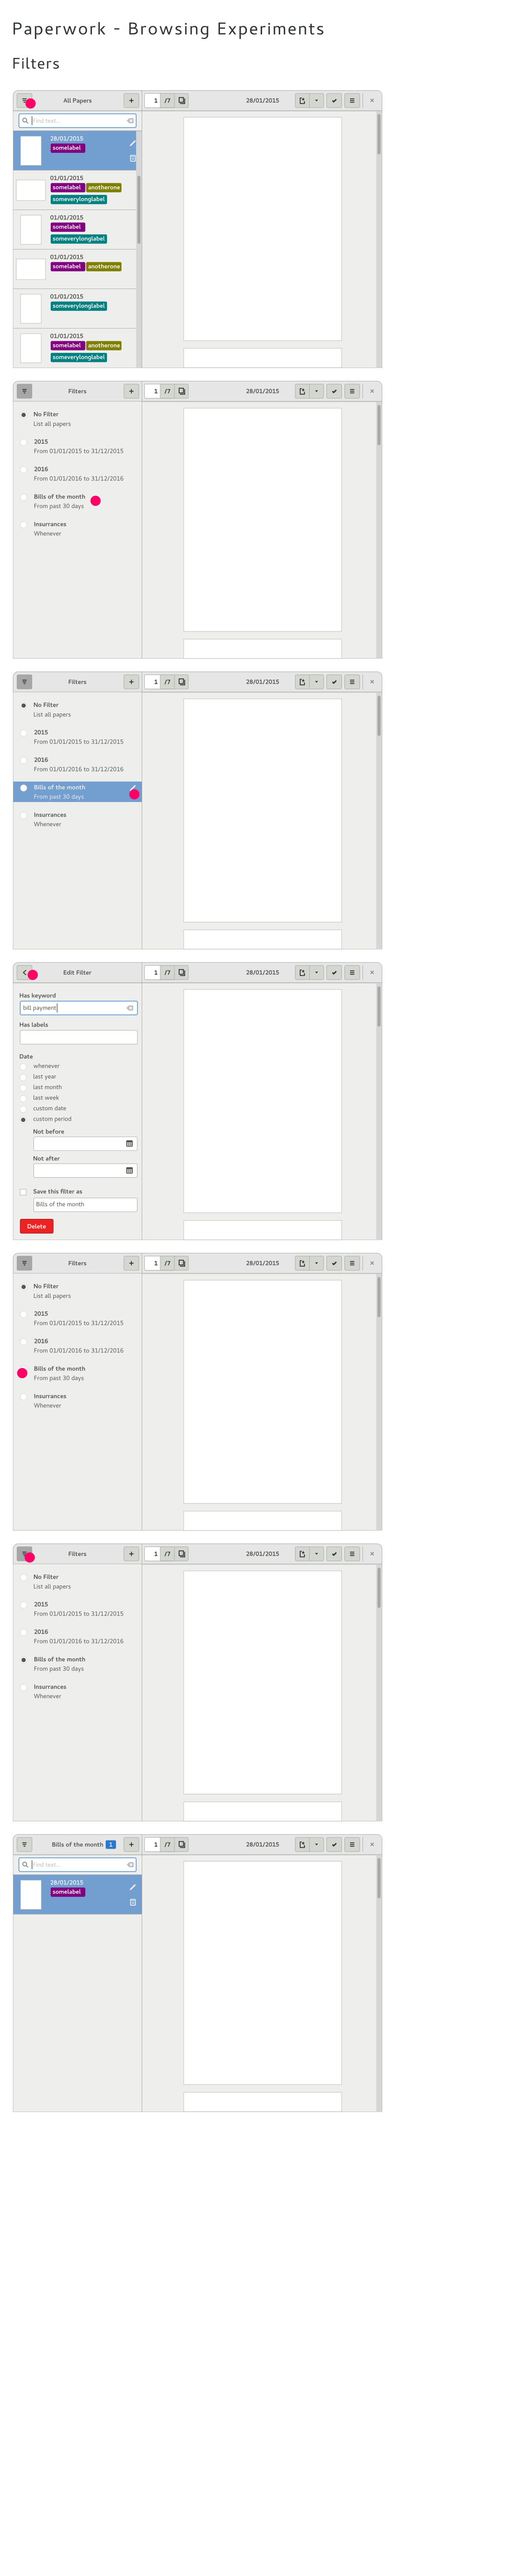 Paperwork - Browsing Experiments
Filters
All Papers + 1 /7 28/01/2015 ×
Find text...
28/01/2015
somelabel
01/01/2015
somelabel anotherone
someverylonglabel
01/01/2015
somelabel
someverylonglabel
01/01/2015
somelabel anotherone
01/01/2015
someverylonglabel
01/01/2015
somelabel anotherone
someverylonglabel
Filters + 1 /7 28/01/2015 ×
No Filter
List all papers
2015
From 01/01/2015 to 31/12/2015
2016
From 01/01/2016 to 31/12/2016
Bills of the month
From past 30 days
Insurrances
Whenever
Filters + 1 /7 28/01/2015 ×
No Filter
List all papers
2015
From 01/01/2015 to 31/12/2015
2016
From 01/01/2016 to 31/12/2016
Bills of the month
From past 30 days
Insurrances
Whenever
Edit Filter 1 /7 28/01/2015 ×
Has keyword
bill payment
Has labels
Date
whenever
last year
last month
last week
custom date
custom period
Not before
Not after
Save this filter as
Bills of the month
Delete
Filters + 1 /7 28/01/2015 ×
No Filter
List all papers
2015
From 01/01/2015 to 31/12/2015
2016
From 01/01/2016 to 31/12/2016
Bills of the month
From past 30 days
Insurrances
Whenever
Filters + 1 /7 28/01/2015 ×
No Filter
List all papers
2015
From 01/01/2015 to 31/12/2015
2016
From 01/01/2016 to 31/12/2016
Bills of the month
From past 30 days
Insurrances
Whenever
Bills of the month 1 + 1 /7 28/01/2015 ×
Find text...
28/01/2015
somelabel